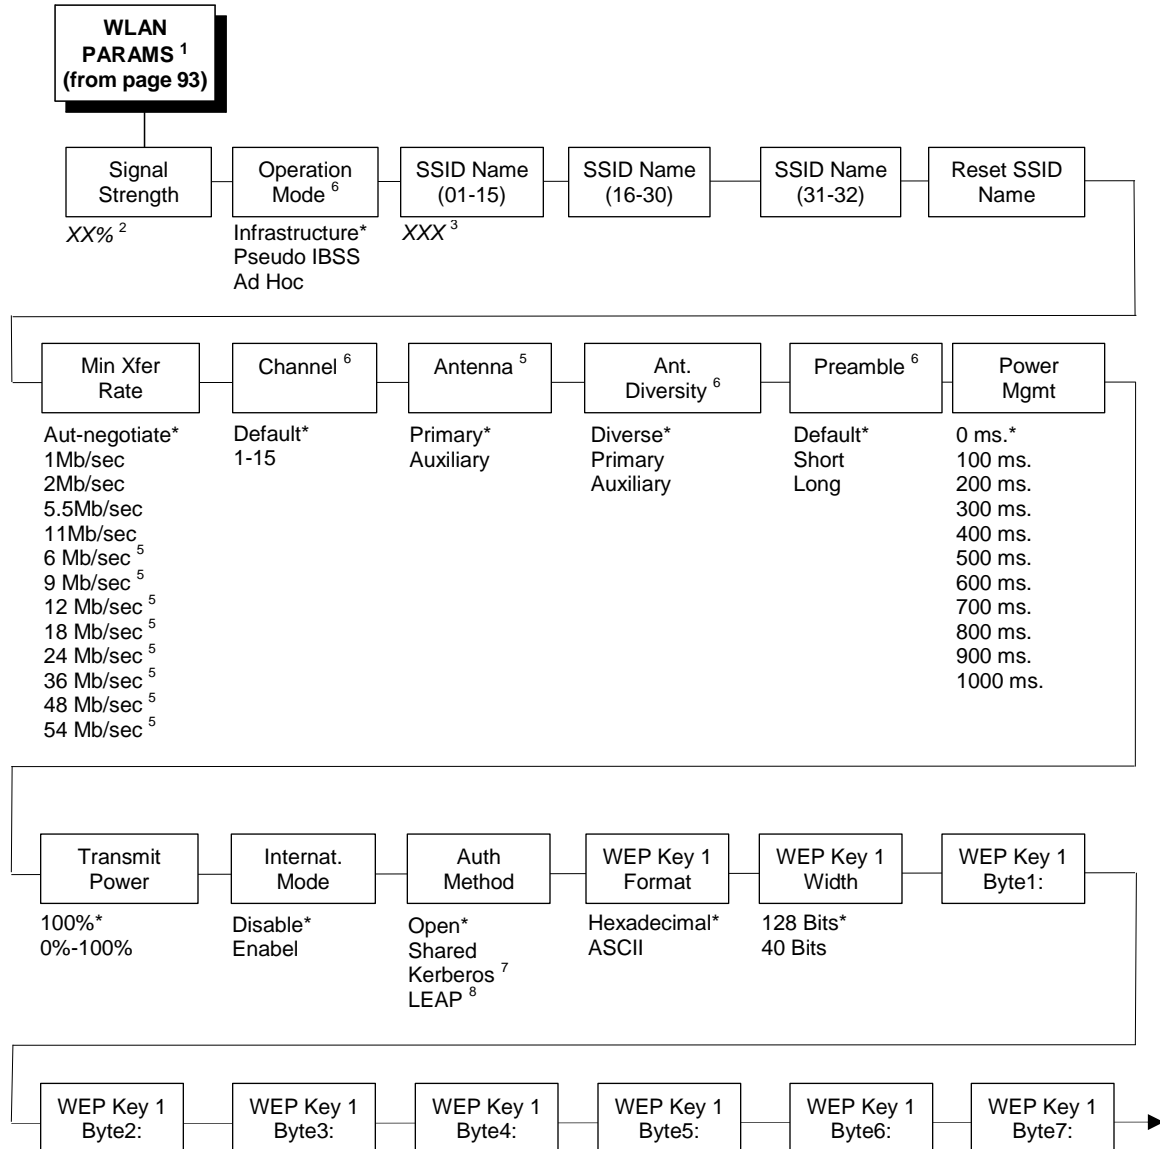 WLAN
PARAMS 1
(from page 93)
Signal
Strength
XX% 2
Operation
Mode 6
Infrastructure*
Pseudo IBSS
Ad Hoc
SSID Name
(01-15)
XXX 3
SSID Name
(16-30)
SSID Name
(31-32)
Reset SSID
Name
Min Xfer
Rate
Aut-negotiate*
1Mb/sec
2Mb/sec
5.5Mb/sec
11Mb/sec
6 Mb/sec 5
9 Mb/sec 5
12 Mb/sec 5
18 Mb/sec 5
24 Mb/sec 5
36 Mb/sec 5
48 Mb/sec 5
54 Mb/sec 5
Channel 6
Default*
1-15
Antenna 5
Primary*
Auxiliary
Ant.
Diversity 6
Diverse*
Primary
Auxiliary
Preamble 6
Default*
Short
Long
Power
Mgmt
0 ms.*
100 ms.
200 ms.
300 ms.
400 ms.
500 ms.
600 ms.
700 ms.
800 ms.
900 ms.
1000 ms.
Transmit
Power
100%*
0%-100%
Internat.
Mode
Disable*
Enabel
Auth
Method
Open*
Shared
Kerberos 7
LEAP 8
WEP Key 1
Format
Hexadecimal*
ASCII
WEP Key 1
Width
128 Bits*
40 Bits
WEP Key 1
Byte1:
WEP Key 1
Byte2:
WEP Key 1
Byte3:
WEP Key 1
Byte4:
WEP Key 1
Byte5:
WEP Key 1
Byte6:
WEP Key 1
Byte7: